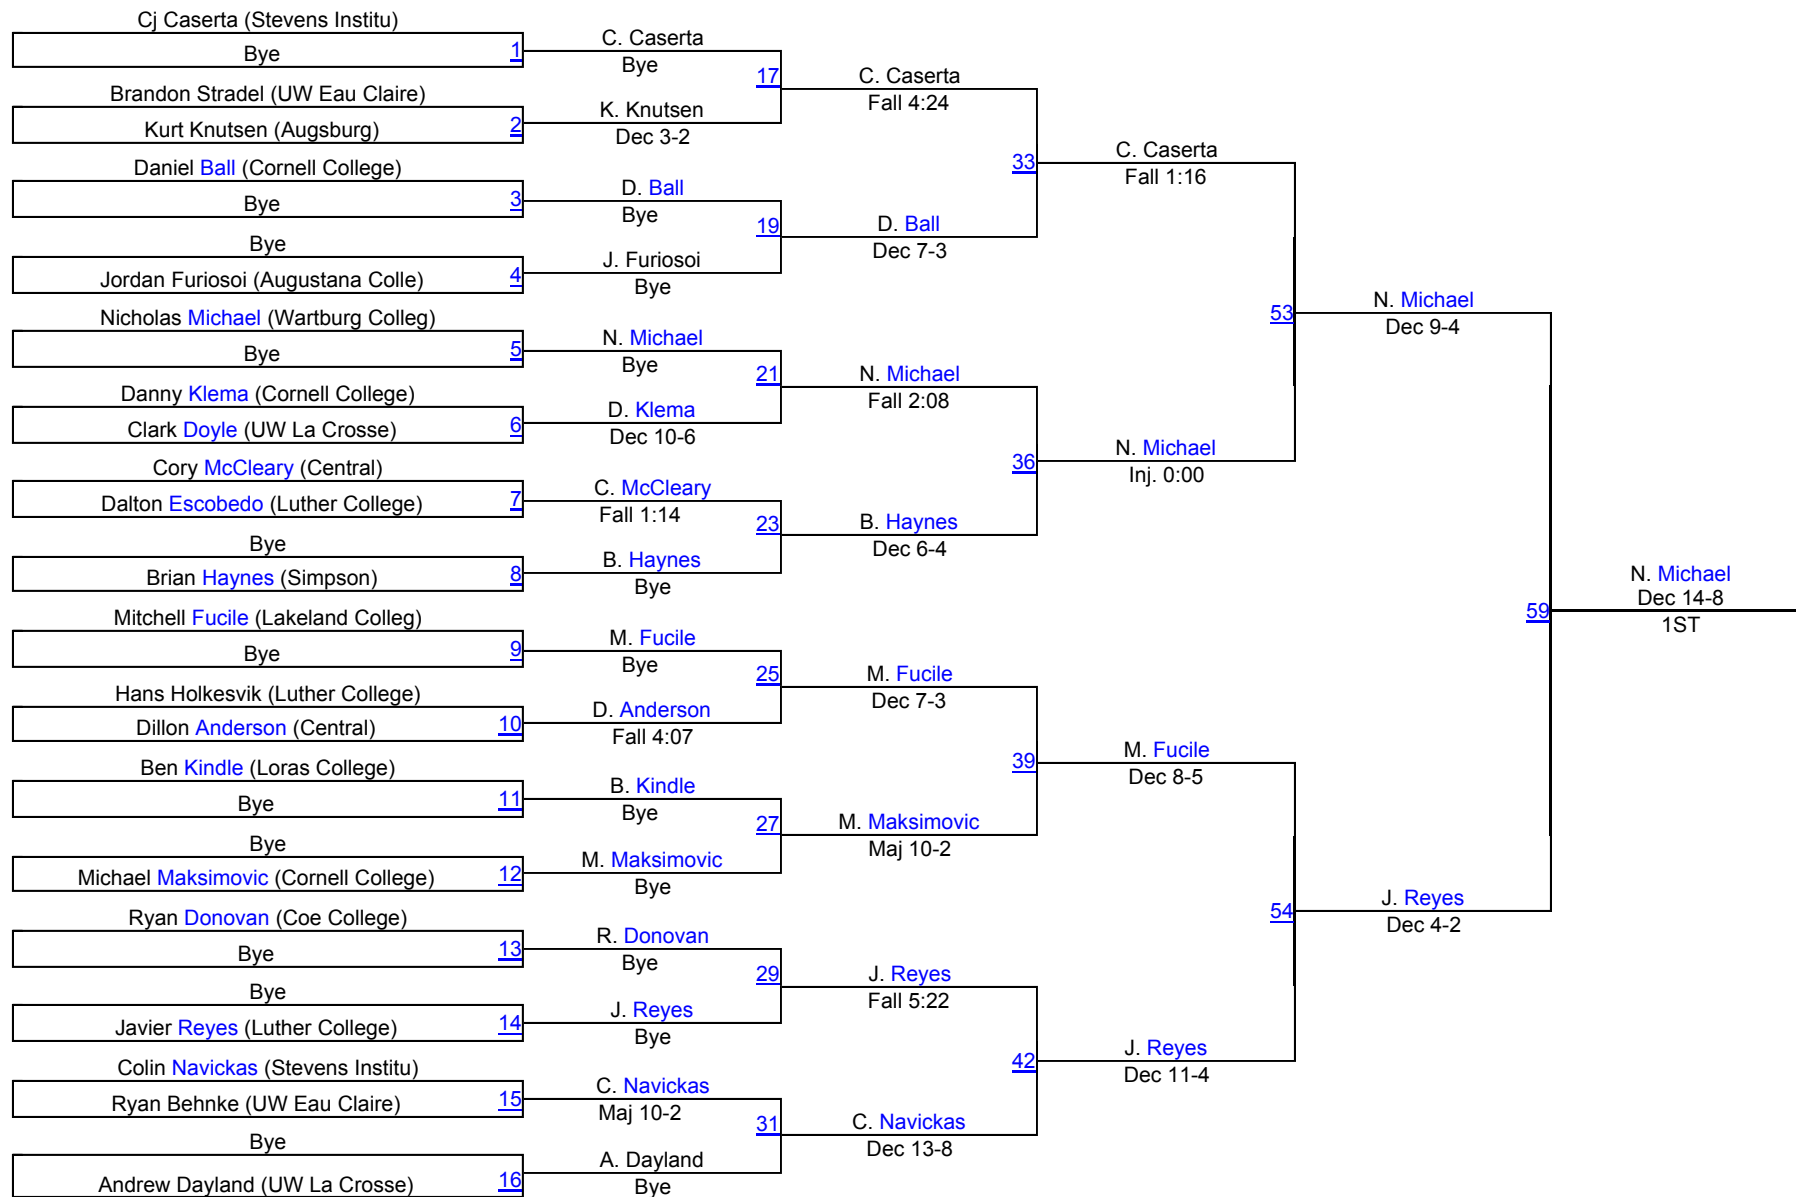 Cj Caserta (Stevens Institu)
Bye
1
Brandon Stradel (UW Eau Claire)
Kurt Knutsen (Augsburg)
2
Daniel Ball (Cornell College)
Bye
3
Bye
Jordan Furiosoi (Augustana Colle)
4
Nicholas Michael (Wartburg Colleg)
Bye
5
Danny Klema (Cornell College)
Clark Doyle (UW La Crosse)
6
Cory McCleary (Central)
Dalton Escobedo (Luther College)
7
Bye
Brian Haynes (Simpson)
8
Mitchell Fucile (Lakeland Colleg)
Bye
9
Hans Holkesvik (Luther College)
Dillon Anderson (Central)
10
Ben Kindle (Loras College)
Bye
11
Bye
Michael Maksimovic (Cornell College)
12
Ryan Donovan (Coe College)
Bye
13
Bye
Javier Reyes (Luther College)
14
Colin Navickas (Stevens Institu)
Ryan Behnke (UW Eau Claire)
15
Bye
Andrew Dayland (UW La Crosse)
16
C. Caserta
Bye
17
K. Knutsen
Dec 3-2
D. Ball
Bye
19
J. Furiosoi
Bye
N. Michael
Bye
21
D. Klema
Dec 10-6
C. McCleary
Fall 1:14
23
B. Haynes
Bye
M. Fucile
Bye
25
D. Anderson
Fall 4:07
B. Kindle
Bye
27
M. Maksimovic
Bye
R. Donovan
Bye
29
J. Reyes
Bye
C. Navickas
Maj 10-2
31
A. Dayland
Bye
C. Caserta
Fall 4:24
33
D. Ball
Dec 7-3
N. Michael
Fall 2:08
36
B. Haynes
Dec 6-4
M. Fucile
Dec 7-3
39
M. Maksimovic
Maj 10-2
J. Reyes
Fall 5:22
42
C. Navickas
Dec 13-8
C. Caserta
Fall 1:16
53
N. Michael
Inj. 0:00
M. Fucile
Dec 8-5
54
J. Reyes
Dec 11-4
N. Michael
Dec 9-4
59
J. Reyes
Dec 4-2
N. Michael
Dec 14-8
1ST